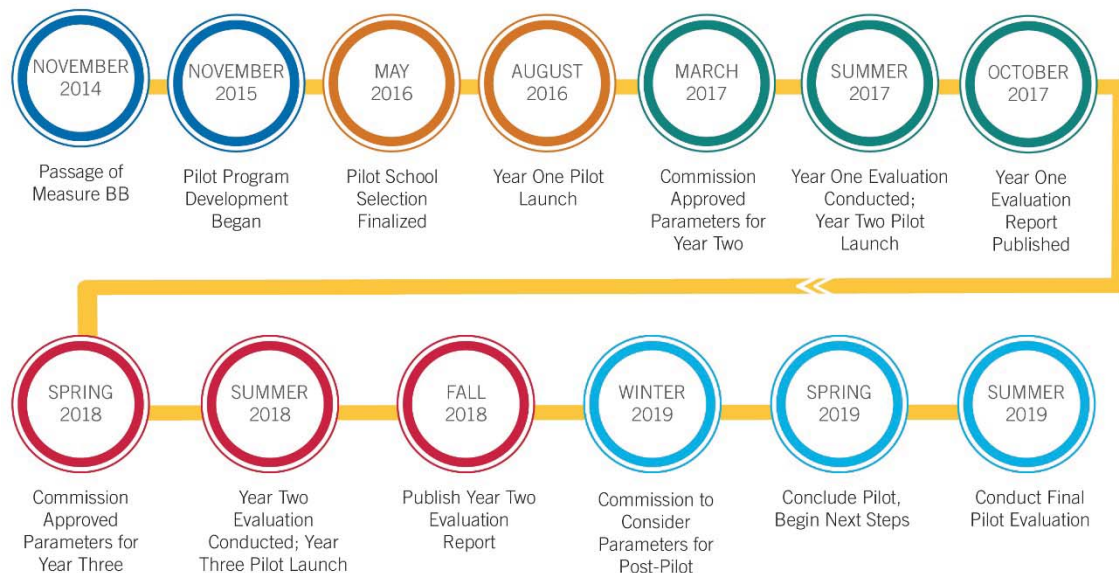 NOVEMBER
2014
Passage of
Measure BB
NOVEMBER
2015
Pilot Program
Development
Began
MAY
2016
Pilot School
Selection
Finalized
AUGUST
2016
Year One Pilot
Launch
MARCH
2017
Commission
Approved
Parameters for
Year Two
SUMMER
2017
Year One Evaluation
Conducted;
Year Two Pilot
Launch
OCTOBER
2017
Year One
Evaluation
Report
Published
SPRING
2018
Commission
Approved
Parameters for
Year Three
SUMMER
2018
Year Two
Evaluation
Conducted; Year
Three Pilot Launch
FALL
2018
Publish Year Two
Evaluation
Report
WINTER
2019
Commission to
Consider
Parameters for
Post-Pilot
SPRING
2019
Conclude Pilot,
Begin Next Steps
SUMMER
2019
Conduct Final
Pilot Evaluation